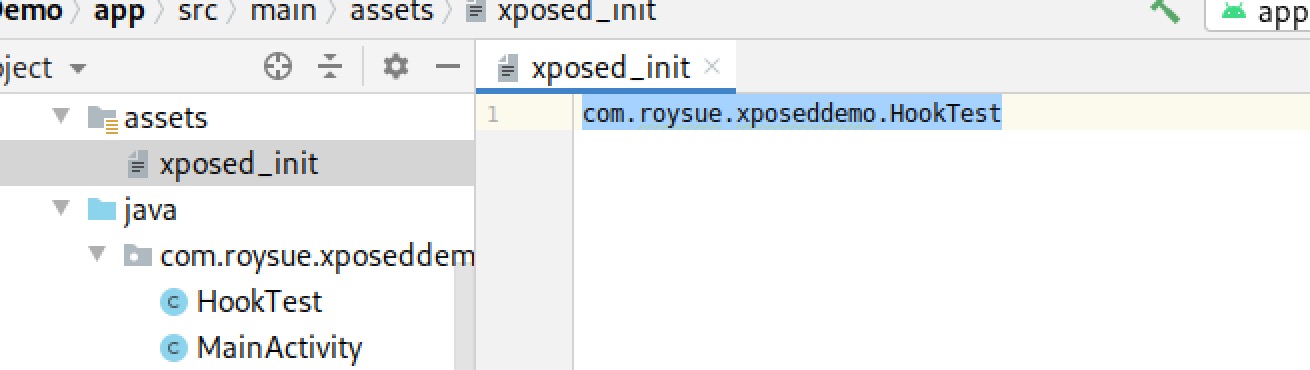 Demo app src main assets xposed_init
app
ject
xposed_init
assets
xposed_init
java
com.roysue.xposeddem
C HookTest
C MainActivity
1 com.roysue.xposeddemo.HookTest